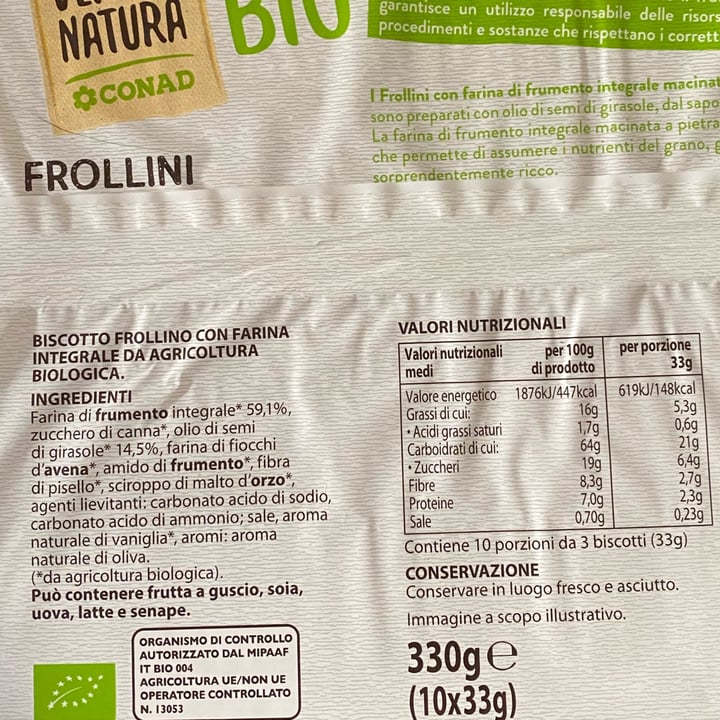 NATURA
CONAD
BIO
FROLLINI
garantisce un utilizzo responsabile delle
procedimenti e sostanze che rispettano i
I Frollini con farina di frumento integrale
sono preparati con olio di semi di girasole, dal
La farina di frumento integrale macinata a pietra
che permette di assumere i nutrienti del grano,
sorprendentemente ricco.
BISCOTTO FROLLINO CON FARINA
INTEGRALE DA AGRICOLTURA
BIOLOGICA.
INGREDIENTI
Farina di frumento integrale* 59,1%,
zucchero di canna*, olio di semi
di girasole* 14,5%, farina di fiocchi
d'avena*, amido di frumento*, fibra
di pisello*, sciroppo di malto d'orzo*,
agenti lievitanti: carbonato acido di sodio,
carbonato acido di ammonio; sale, aroma
naturale di vaniglia*, aromi: aroma
naturale di oliva.
(*da agricoltura biologica).
Può contenere frutta a guscio, soia,
uova, latte e senape.
ORGANISMO DI CONTROLLO
AUTORIZZATO DAL MIPAAF
IT BIO 004
AGRICOLTURA UE/NON UE
OPERATORE CONTROLLATO
N. 13053
VALORI NUTRIZIONALI
Valori nutrizionali medi per 100g di prodotto per porzione 33g
Valore energetico 1876kJ/447kcal 619kJ/148kcal
Grassi di cui: 16g 5,3g
• Acidi grassi saturi 1,7g 0,6g
Carboidrati di cui: 64g 21g
• Zuccheri 19g 6,4g
Fibre 8,3g 2,7g
Proteine 7,0g 2,3g
Sale 0,70g 0,23g
Contiene 10 porzioni da 3 biscotti (33g)
CONSERVAZIONE
Conservare in luogo fresco e asciutto.
Immagine a scopo illustrativo.
330g℮
(10x33g)